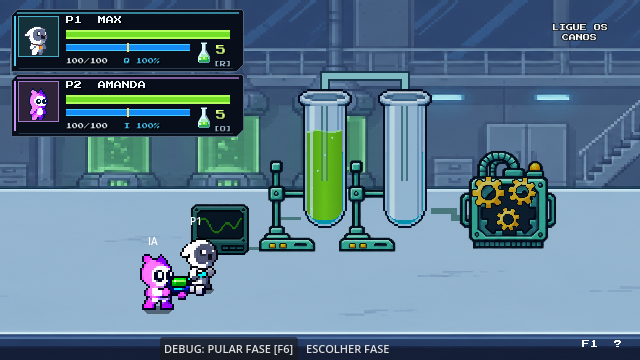 P1 MAX
100/100 Q 100%
5
[R]
P2 AMANDA
100/100 I 100%
5
[O]
LIGUE OS
CANOS
P1
IA
DEBUG: PULAR FASE [F6] ESCOLHER FASE
F1 ?